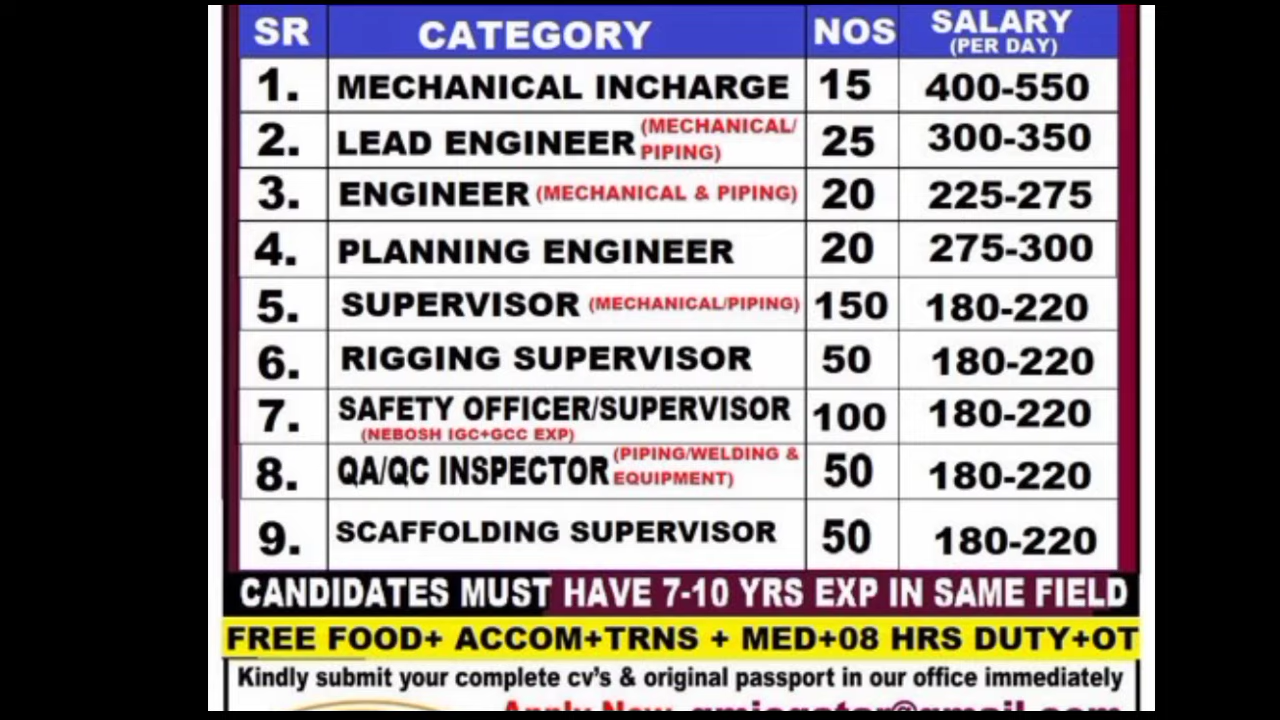 SR CATEGORY NOS SALARY
(PER DAY)
1. MECHANICAL INCHARGE 15 400-550
2. LEAD ENGINEER (MECHANICAL/
PIPING) 25 300-350
3. ENGINEER (MECHANICAL & PIPING) 20 225-275
4. PLANNING ENGINEER 20 275-300
5. SUPERVISOR (MECHANICAL/PIPING) 150 180-220
6. RIGGING SUPERVISOR 50 180-220
7. SAFETY OFFICER/SUPERVISOR 100 180-220
(NEBOSH IGC+GCC EXP)
8. QA/QC INSPECTOR (PIPING/WELDING &
EQUIPMENT) 50 180-220
9. SCAFFOLDING SUPERVISOR 50 180-220
CANDIDATES MUST HAVE 7-10 YRS EXP IN SAME FIELD
FREE FOOD+ ACCOM+TRNS + MED+08 HRS DUTY+OT
Kindly submit your complete cv's & original passport in our office immediately
Apply Now